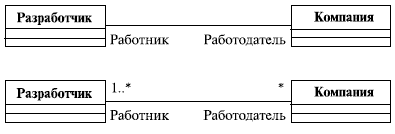 Разработчик Компания
Работник Работодатель
1..* *
Разработчик Компания
Работник Работодатель